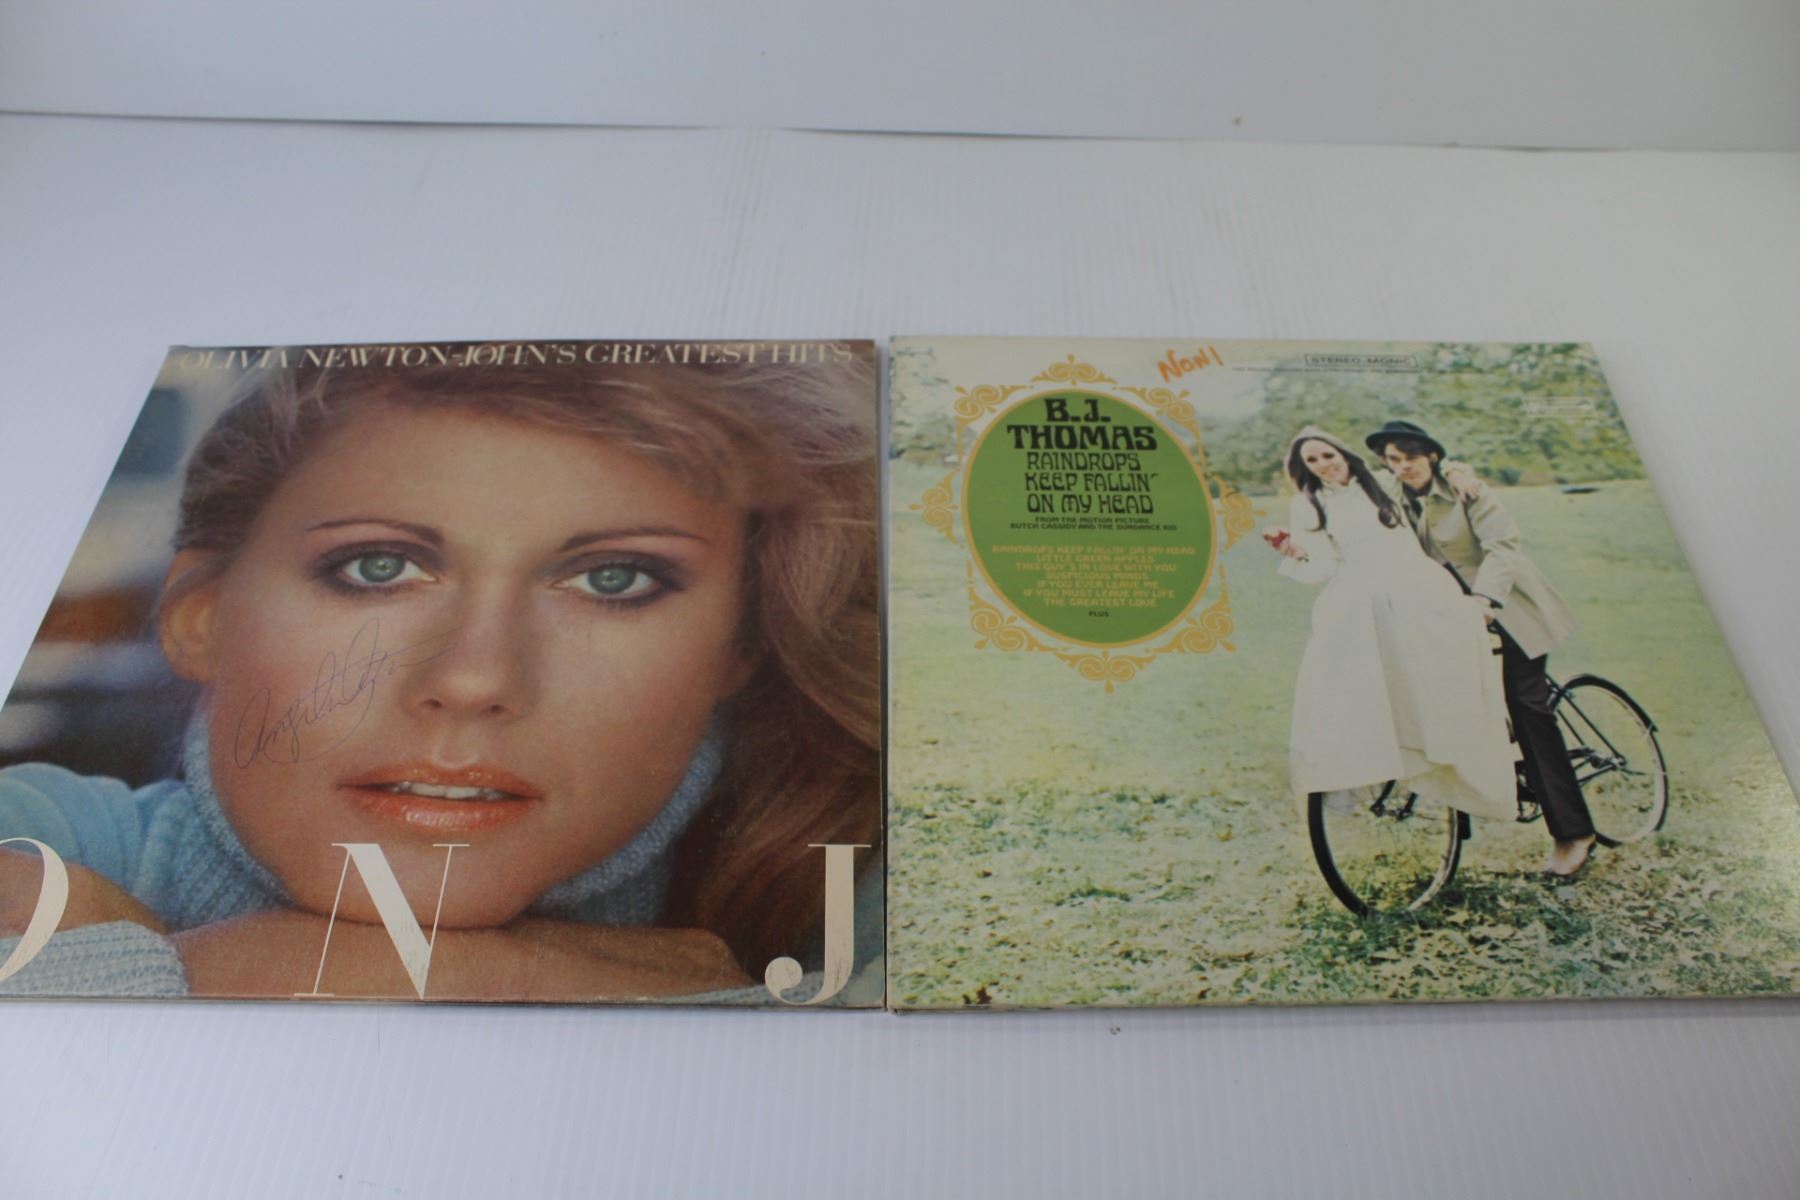 OLIVIA NEWTON-JOHN'S GREATEST HITS
O N J
Now!
STEREO-MONIC
B.J.
THOMAS
RAINDROPS
KEEP FALLIN'
ON MY HEAD
FROM THE MOTION PICTURE
BUTCH CASSIDY AND THE SUNDANCE KID
RAINDROPS KEEP FALLIN' ON MY HEAD
LITTLE GREEN APPLES
THIS GUY'S IN LOVE WITH YOU
SUSPICIOUS MINDS
IF YOU EVER LEAVE ME
IF YOU MUST LEAVE MY LIFE
THE GREATEST LOVE
PLUS